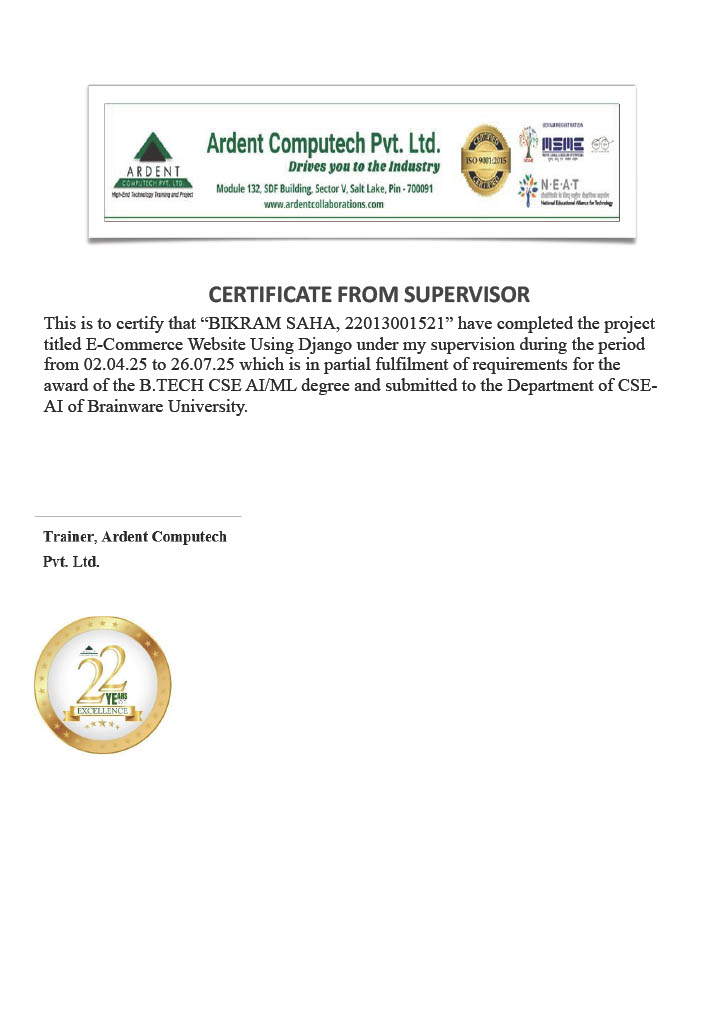 ARDENT
COMPUTECH PVT. LTD.
High-End Technology Training and Project
Ardent Computech Pvt. Ltd.
Drives you to the Industry
Module 132, SDF Building, Sector V, Salt Lake, Pin - 700091
www.ardentcollaborations.com
CERTIFIED
ISO 9001:2015
CERTIFIED
MSME
N·E·A·T
National Educational Alliance for Technology
CERTIFICATE FROM SUPERVISOR
This is to certify that “BIKRAM SAHA, 22013001521” have completed the project
titled E-Commerce Website Using Django under my supervision during the period
from 02.04.25 to 26.07.25 which is in partial fulfilment of requirements for the
award of the B.TECH CSE AI/ML degree and submitted to the Department of CSE-
AI of Brainware University.
Trainer, Ardent Computech
Pvt. Ltd.
22
YEARS
EXCELLENCE